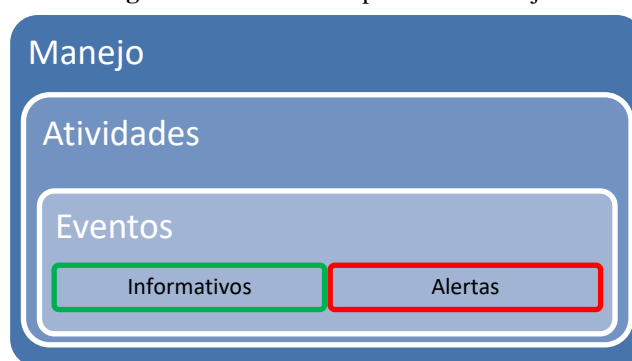 Manejo
Atividades
Eventos
Informativos Alertas